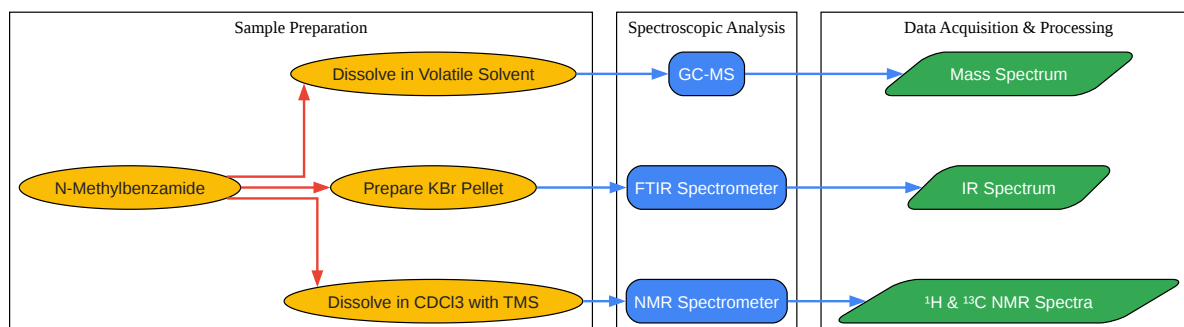 Sample Preparation
Spectroscopic Analysis
Data Acquisition & Processing
Dissolve in Volatile Solvent
GC-MS
Mass Spectrum
N-Methylbenzamide
Prepare KBr Pellet
FTIR Spectrometer
IR Spectrum
Dissolve in CDCl3 with TMS
NMR Spectrometer
¹H & ¹³C NMR Spectra